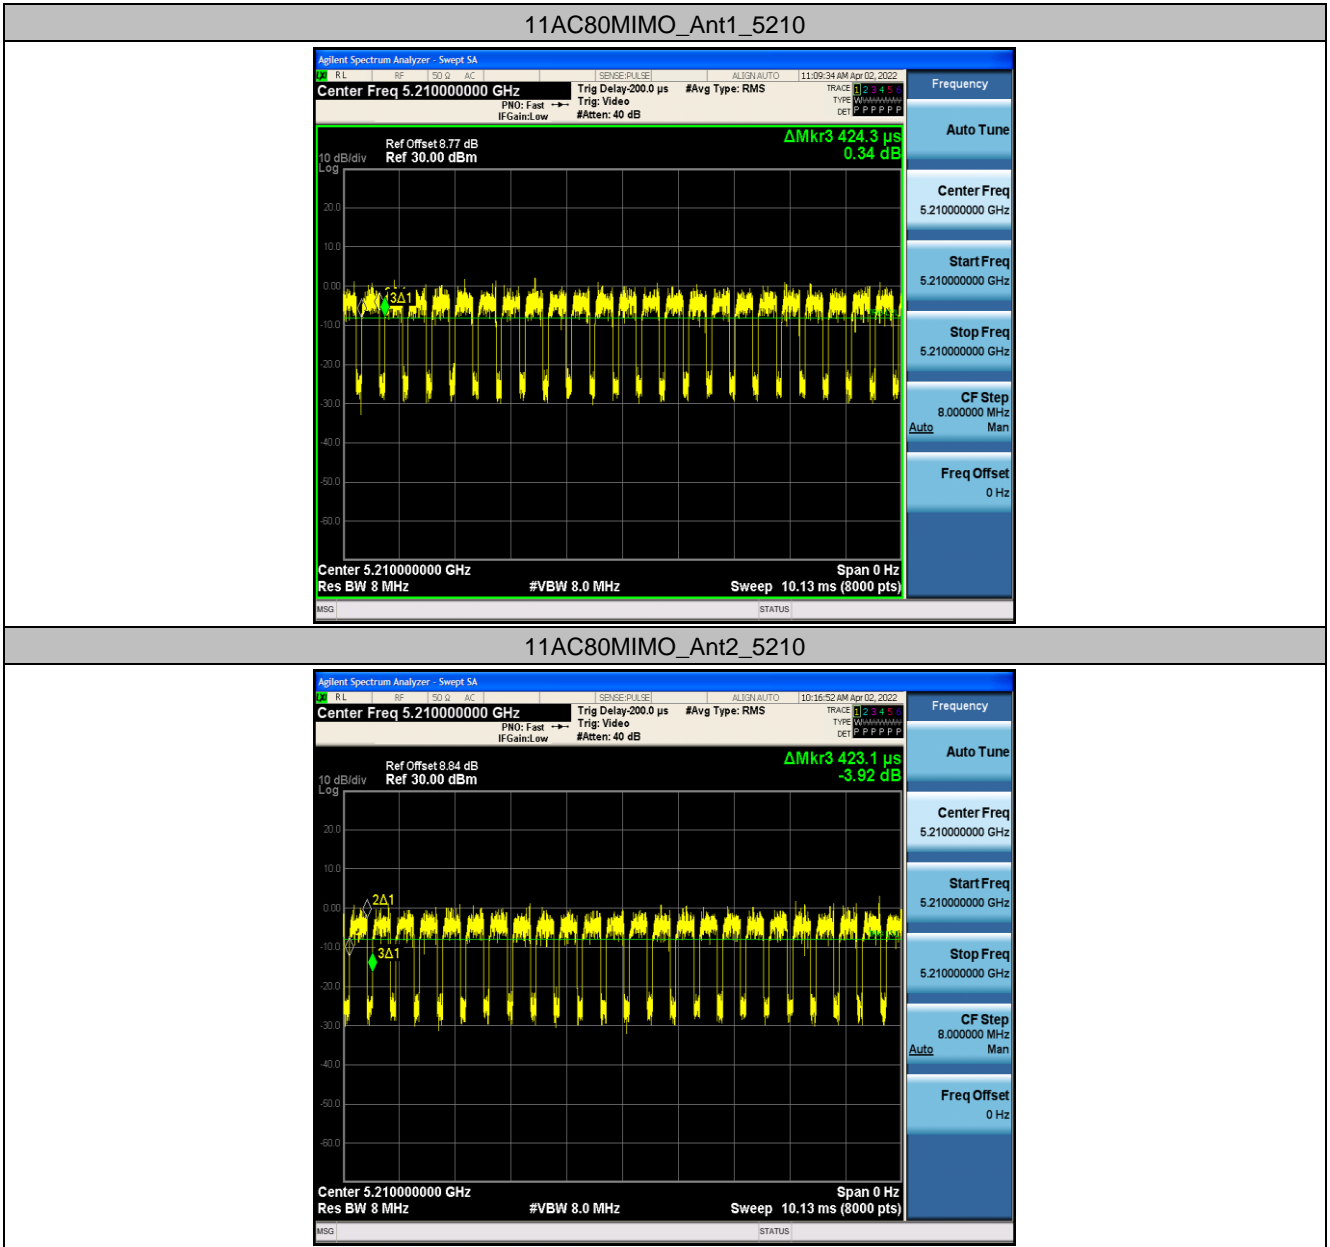 11AC80MIMO_Ant1_5210
Agilent Spectrum Analyzer - Swept SA
RL RF 50 Ω AC SENSE:PULSE ALIGN AUTO 11:09:34 AM Apr 02, 2022
Center Freq 5.210000000 GHz
PNO: Fast
IFGain:Low
Trig Delay-200.0 µs
Trig: Video
#Atten: 40 dB
#Avg Type: RMS
TRACE 1 2 3 4 5 6
TYPE W
DET P P P P P P
Frequency
ΔMkr3 424.3 µs
0.34 dB
Ref Offset 8.77 dB
10 dB/div Ref 30.00 dBm
Log
20.0
10.0
0.00
-10.0
-20.0
-30.0
-40.0
-50.0
-60.0
3Δ1
Center 5.210000000 GHz Span 0 Hz
Res BW 8 MHz #VBW 8.0 MHz Sweep 10.13 ms (8000 pts)
MSG STATUS
Auto Tune
Center Freq
5.210000000 GHz
Start Freq
5.210000000 GHz
Stop Freq
5.210000000 GHz
CF Step
8.000000 MHz
Auto Man
Freq Offset
0 Hz
11AC80MIMO_Ant2_5210
Agilent Spectrum Analyzer - Swept SA
RL RF 50 Ω AC SENSE:PULSE ALIGN AUTO 10:16:52 AM Apr 02, 2022
Center Freq 5.210000000 GHz
PNO: Fast
IFGain:Low
Trig Delay-200.0 µs
Trig: Video
#Atten: 40 dB
#Avg Type: RMS
TRACE 1 2 3 4 5 6
TYPE W
DET P P P P P P
Frequency
ΔMkr3 423.1 µs
-3.92 dB
Ref Offset 8.84 dB
10 dB/div Ref 30.00 dBm
Log
20.0
10.0
0.00
-10.0
-20.0
-30.0
-40.0
-50.0
-60.0
2Δ1
3Δ1
Center 5.210000000 GHz Span 0 Hz
Res BW 8 MHz #VBW 8.0 MHz Sweep 10.13 ms (8000 pts)
MSG STATUS
Auto Tune
Center Freq
5.210000000 GHz
Start Freq
5.210000000 GHz
Stop Freq
5.210000000 GHz
CF Step
8.000000 MHz
Auto Man
Freq Offset
0 Hz